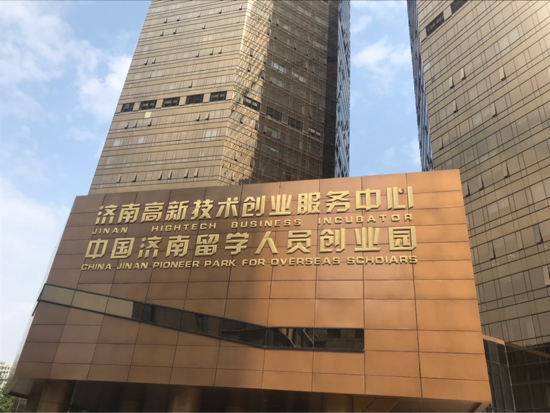 济南高新技术创业服务中心
JINAN HIGHTECH BUSINESS INCUBATOR
中国济南留学人员创业园
CHINA JINAN PIONEER PARK FOR OVERSEAS SCHOIARS